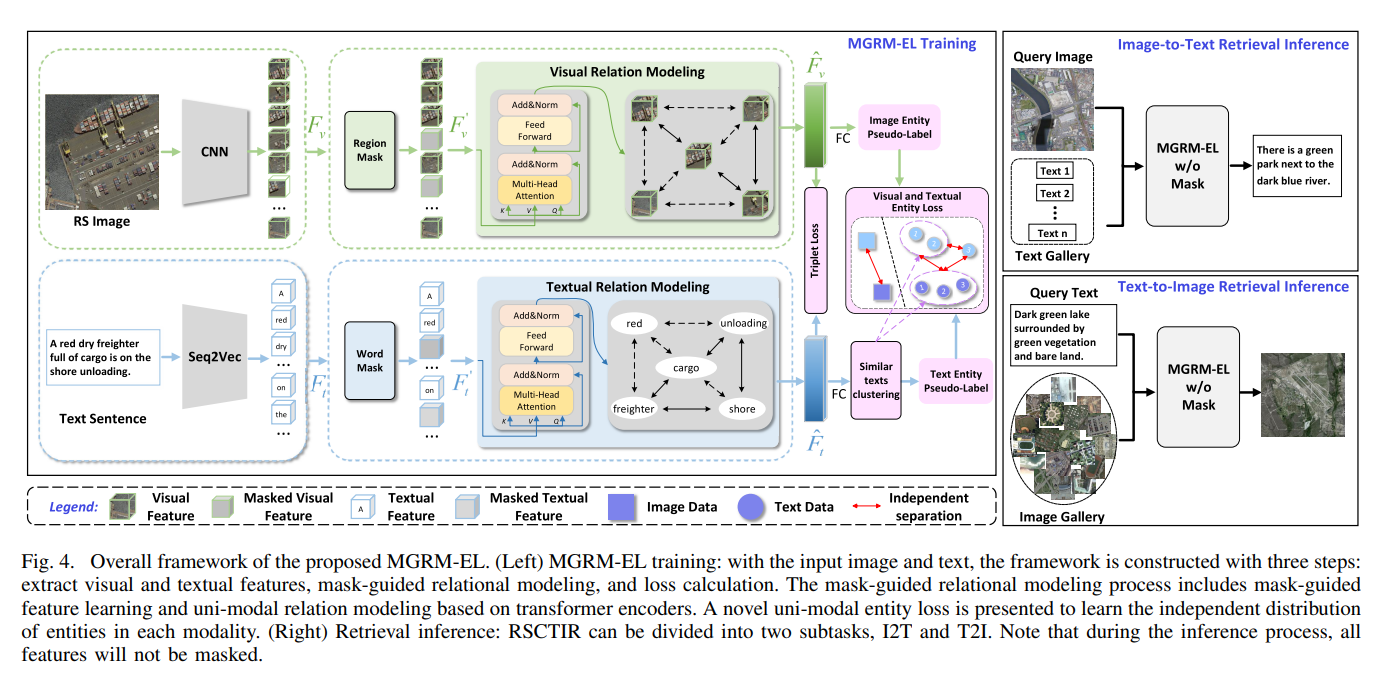 MGRM-EL Training
RS Image
CNN
...
F_v
Region
Mask
...
F'_v
Visual Relation Modeling
Add&Norm
Feed
Forward
Add&Norm
Multi-Head
Attention
K V Q
F̂_v
FC
Image Entity
Pseudo-Label
Triplet Loss
Visual and Textual
Entity Loss
1 2 3
1 2 3
A red dry freighter
full of cargo is on the
shore unloading.
Text Sentence
Seq2Vec
A
red
dry
...
on
the
...
F_t
Word
Mask
A
red
...
on
...
F'_t
Textual Relation Modeling
Add&Norm
Feed
Forward
Add&Norm
Multi-Head
Attention
K V Q
red
unloading
cargo
freighter
shore
F̂_t
FC
Similar
texts
clustering
Text Entity
Pseudo-Label
Legend:
Visual
Feature
Masked Visual
Feature
A
Textual
Feature
Masked Textual
Feature
Image Data
Text Data
Independent
separation
Image-to-Text Retrieval Inference
Query Image
Text 1
Text 2
⋮
Text n
Text Gallery
MGRM-EL
w/o
Mask
There is a green
park next to the
dark blue river.
Text-to-Image Retrieval Inference
Query Text
Dark green lake
surrounded by
green vegetation
and bare land.
Image Gallery
MGRM-EL
w/o
Mask
Fig. 4. Overall framework of the proposed MGRM-EL. (Left) MGRM-EL training: with the input image and text, the framework is constructed with three steps:
extract visual and textual features, mask-guided relational modeling, and loss calculation. The mask-guided relational modeling process includes mask-guided
feature learning and uni-modal relation modeling based on transformer encoders. A novel uni-modal entity loss is presented to learn the independent distribution
of entities in each modality. (Right) Retrieval inference: RSCTIR can be divided into two subtasks, I2T and T2I. Note that during the inference process, all
features will not be masked.